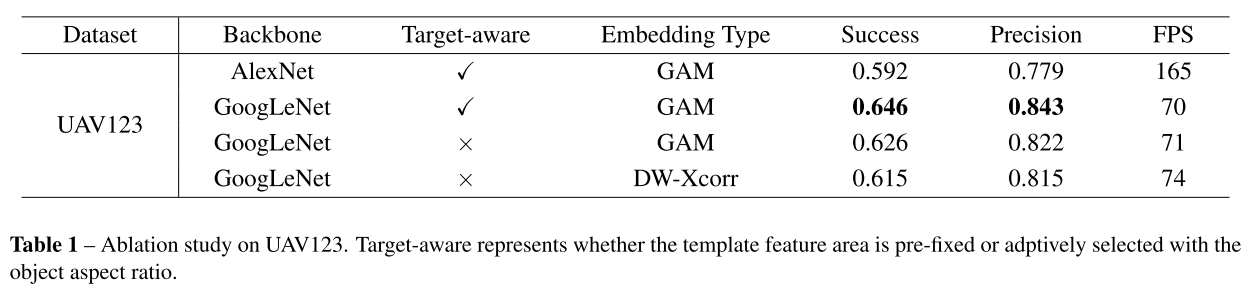 Dataset Backbone Target-aware Embedding Type Success Precision FPS
UAV123
AlexNet ✓ GAM 0.592 0.779 165
GoogLeNet ✓ GAM 0.646 0.843 70
GoogLeNet × GAM 0.626 0.822 71
GoogLeNet × DW-Xcorr 0.615 0.815 74
Table 1 – Ablation study on UAV123. Target-aware represents whether the template feature area is pre-fixed or adptively selected with the
object aspect ratio.